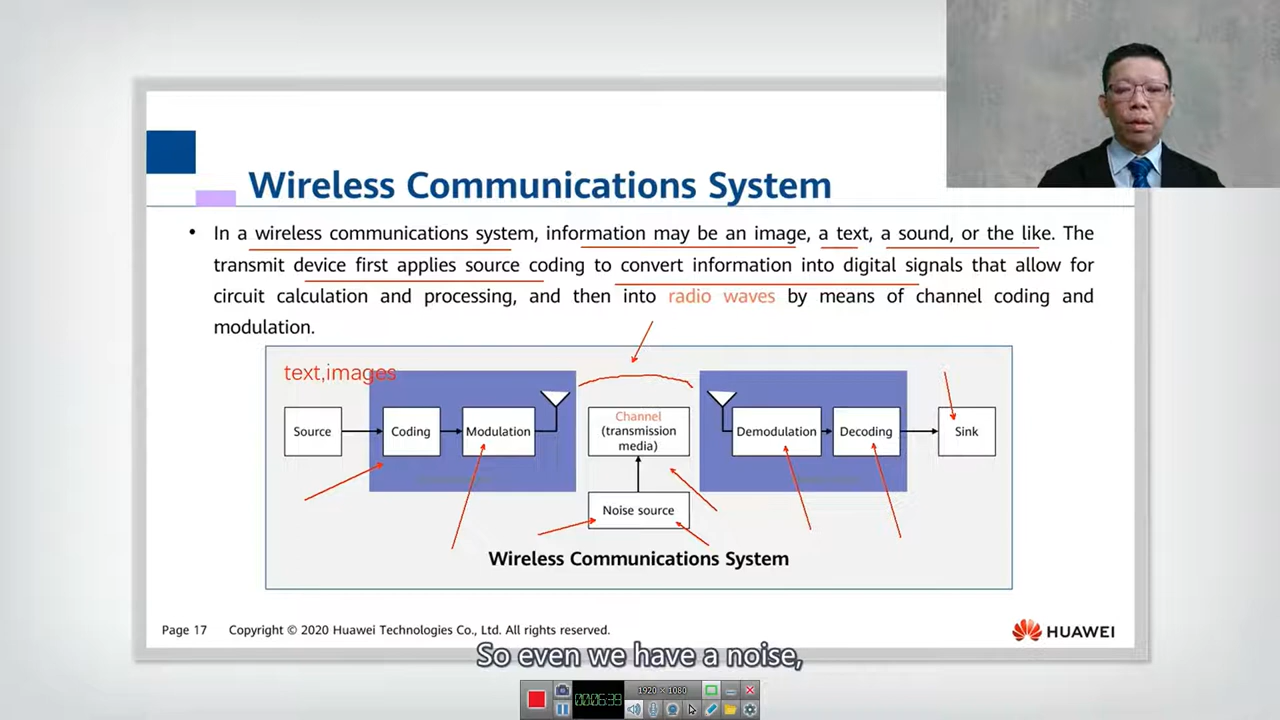 Wireless Communications System
• In a wireless communications system, information may be an image, a text, a sound, or the like. The
transmit device first applies source coding to convert information into digital signals that allow for
circuit calculation and processing, and then into radio waves by means of channel coding and
modulation.
text,images
Source
Coding
Modulation
Channel
(transmission
media)
Demodulation
Decoding
Sink
Noise source
Wireless Communications System
Page 17
Copyright © 2020 Huawei Technologies Co., Ltd. All rights reserved.
HUAWEI
So even we have a noise,
1920 × 1080